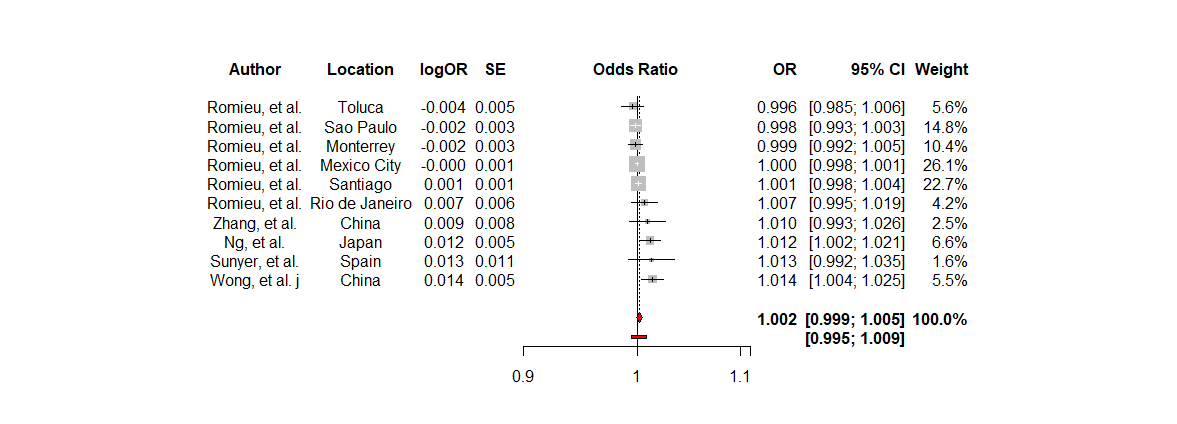 Author Location logOR SE Odds Ratio OR 95% CI Weight
Romieu, et al. Toluca -0.004 0.005 0.996 [0.985; 1.006] 5.6%
Romieu, et al. Sao Paulo -0.002 0.003 0.998 [0.993; 1.003] 14.8%
Romieu, et al. Monterrey -0.002 0.003 0.999 [0.992; 1.005] 10.4%
Romieu, et al. Mexico City -0.000 0.001 1.000 [0.998; 1.001] 26.1%
Romieu, et al. Santiago 0.001 0.001 1.001 [0.998; 1.004] 22.7%
Romieu, et al. Rio de Janeiro 0.007 0.006 1.007 [0.995; 1.019] 4.2%
Zhang, et al. China 0.009 0.008 1.010 [0.993; 1.026] 2.5%
Ng, et al. Japan 0.012 0.005 1.012 [1.002; 1.021] 6.6%
Sunyer, et al. Spain 0.013 0.011 1.013 [0.992; 1.035] 1.6%
Wong, et al. j China 0.014 0.005 1.014 [1.004; 1.025] 5.5%
1.002 [0.999; 1.005] 100.0%
[0.995; 1.009]
0.9 1 1.1